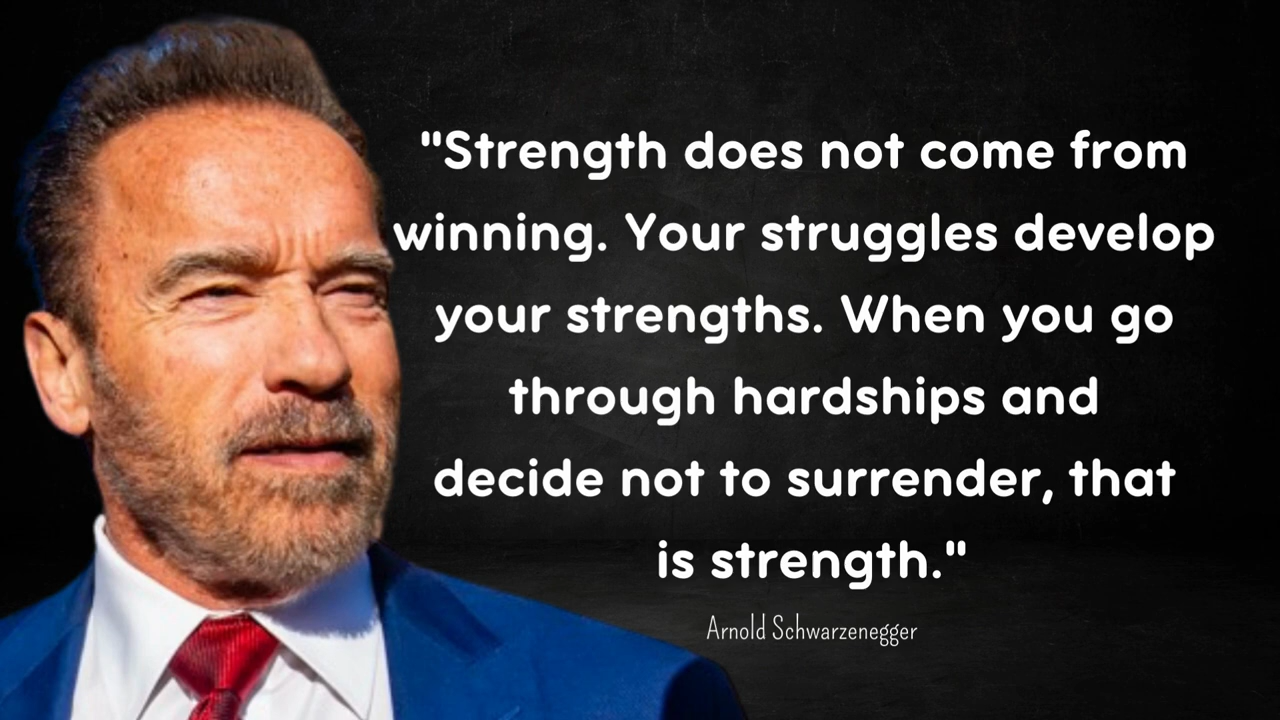 "Strength does not come from
winning. Your struggles develop
your strengths. When you go
through hardships and
decide not to surrender, that
is strength."
Arnold Schwarzenegger